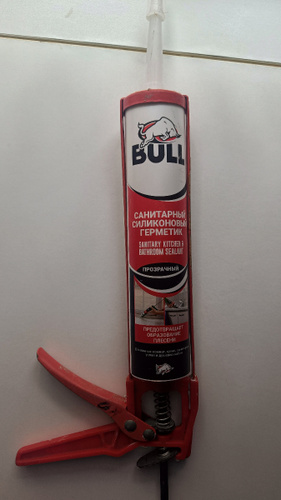 BULL
САНИТАРНЫЙ
СИЛИКОНОВЫЙ
ГЕРМЕТИК
SANITARY KITCHEN &
BATHROOM SEALANT
ПРОЗРАЧНЫЙ
ПРЕДОТВРАЩАЕТ
ОБРАЗОВАНИЕ
ПЛЕСЕНИ